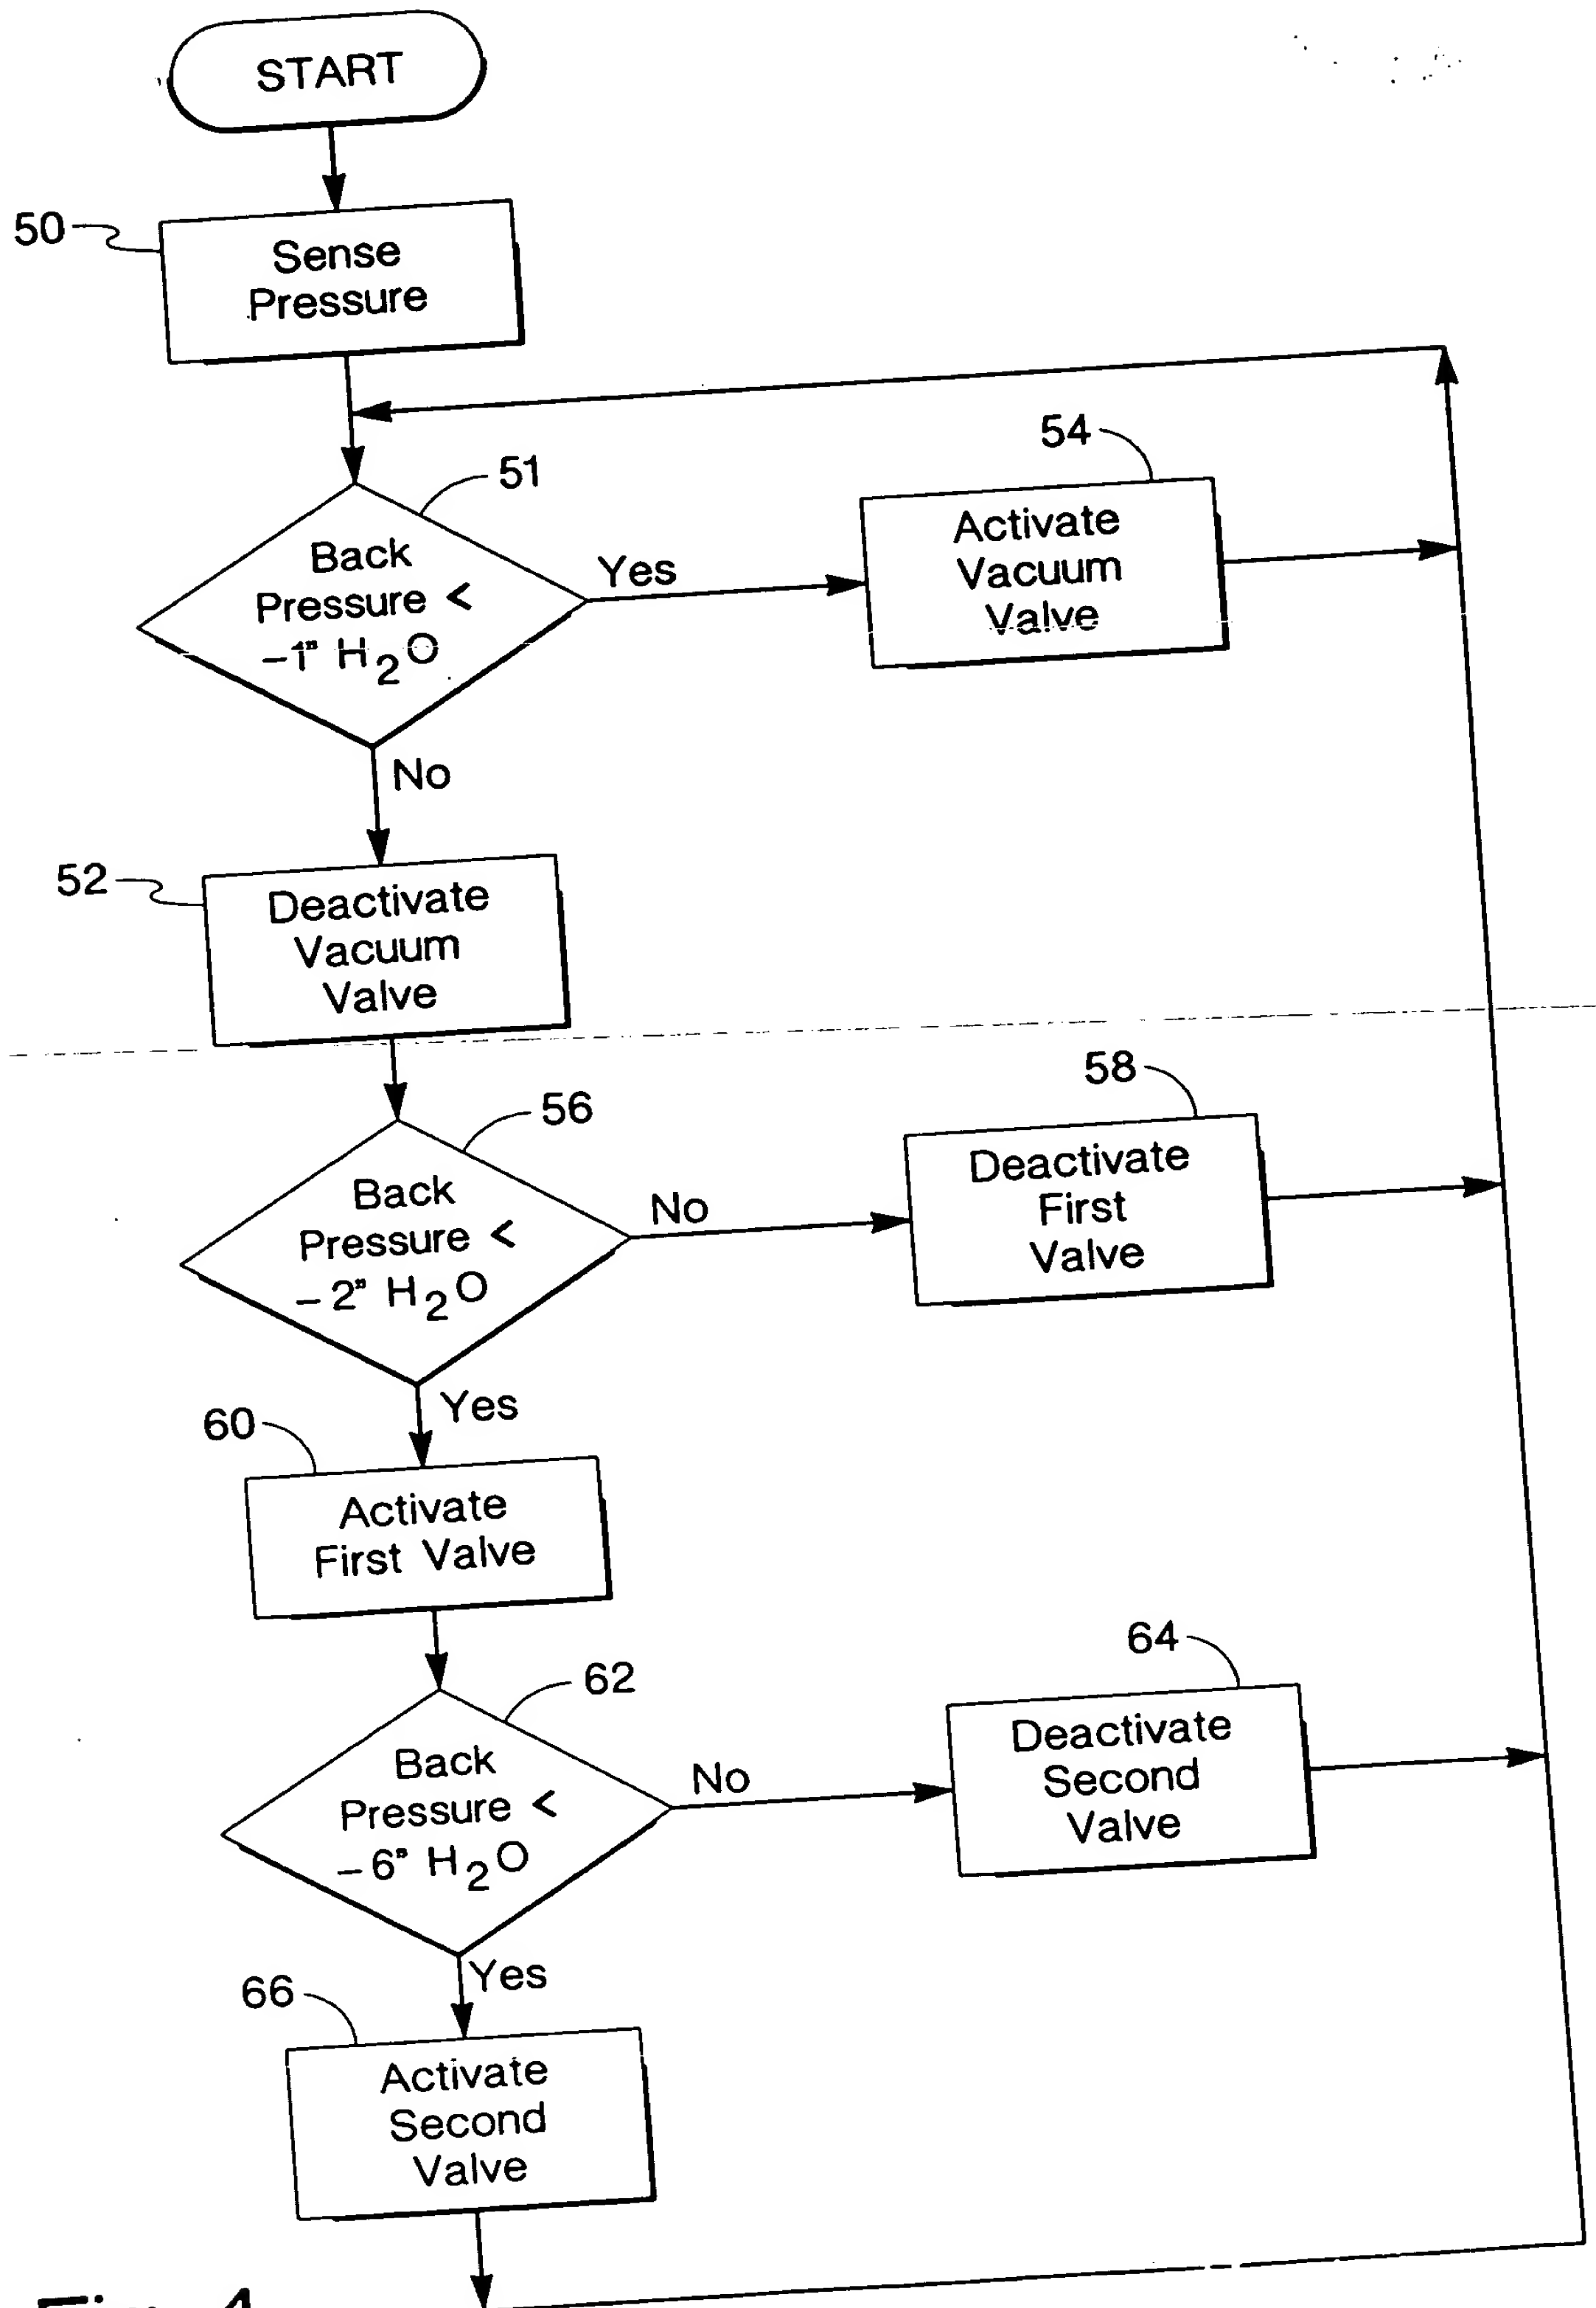 START
50
Sense
Pressure
51
Back
Pressure <
-1" H2O
Yes
54
Activate
Vacuum
Valve
No
52
Deactivate
Vacuum
Valve
56
Back
Pressure <
-2" H2O
No
58
Deactivate
First
Valve
Yes
60
Activate
First Valve
62
Back
Pressure <
-6" H2O
No
64
Deactivate
Second
Valve
Yes
66
Activate
Second
Valve
Fig. 4